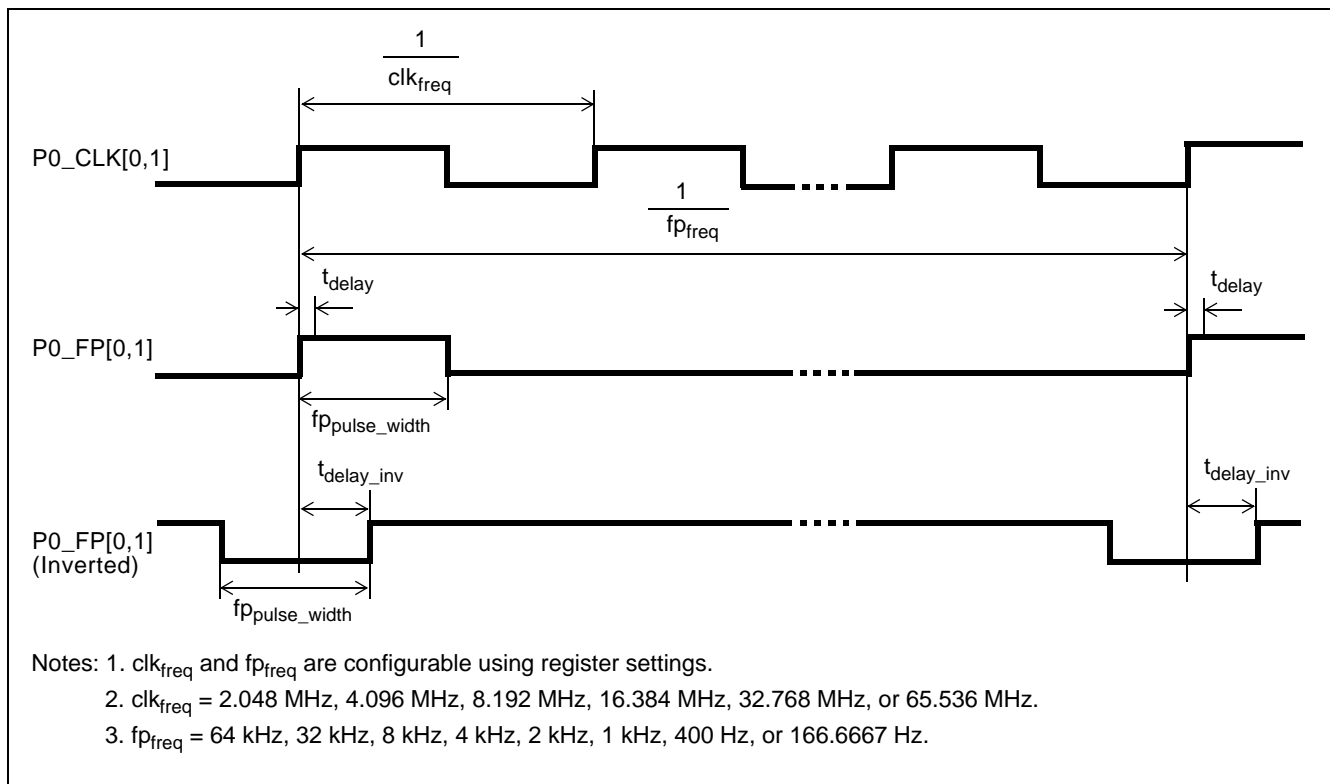 1
clkfreq
P0_CLK[0,1]
1
fpfreq
tdelay
tdelay
P0_FP[0,1]
fppulse_width
tdelay_inv
tdelay_inv
P0_FP[0,1]
(Inverted)
fppulse_width
Notes: 1. clkfreq and fpfreq are configurable using register settings.
2. clkfreq = 2.048 MHz, 4.096 MHz, 8.192 MHz, 16.384 MHz, 32.768 MHz, or 65.536 MHz.
3. fpfreq = 64 kHz, 32 kHz, 8 kHz, 4 kHz, 2 kHz, 1 kHz, 400 Hz, or 166.6667 Hz.